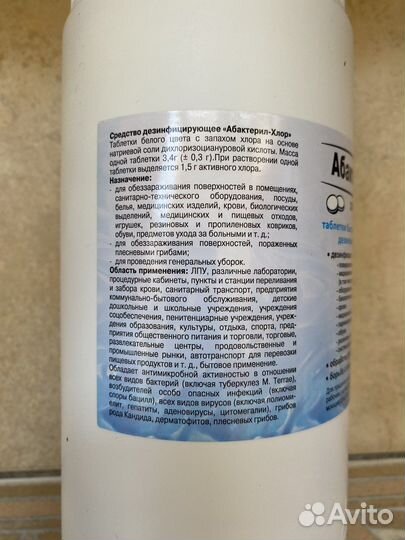 Средство дезинфицирующее «Абактерил-Хлор»
Таблетки белого цвета с запахом хлора на основе
натриевой соли дихлоризоциануровой кислоты. Масса
одной таблетки 3,4г (± 0,3 г).При растворении одной
таблетки выделяется 1,5 г активного хлора.
Назначение:
- для обеззараживания поверхностей в помещениях,
санитарно-технического оборудования, посуды,
белья, медицинских изделий, крови, биологических
выделений, медицинских и пищевых отходов,
игрушек, резиновых и пропиленовых ковриков,
обуви, предметов ухода за больными и т.д.;
- для обеззараживания поверхностей, пораженных
плесневыми грибами;
- для проведения генеральных уборок.
Область применения: ЛПУ, различные лаборатории,
процедурные кабинеты, пункты и станции переливания
и забора крови, санитарный транспорт, предприятия
коммунально-бытового обслуживания, детские
дошкольные и школьные учреждения, учреждения
соцобеспечения, пенитенциарные учреждения, учреж-
дения образования, культуры, отдыха, спорта, пред-
приятия общественного питания и торговли, торговые,
развлекательные центры, продовольственные и
промышленные рынки, автотранспорт для перевозки
пищевых продуктов и т. д., бытовое применение.
Обладает антимикробной активностью в отношении
всех видов бактерий (включая туберкулез М. Terrae),
возбудителей особо опасных инфекций (включая
споры бацилл), всех видов вирусов (включая полиоми-
елит, гепатиты, аденовирусы, цитомегалии), грибов
рода Кандида, дерматофитов, плесневых грибов.
Абак
таблетки
Avito